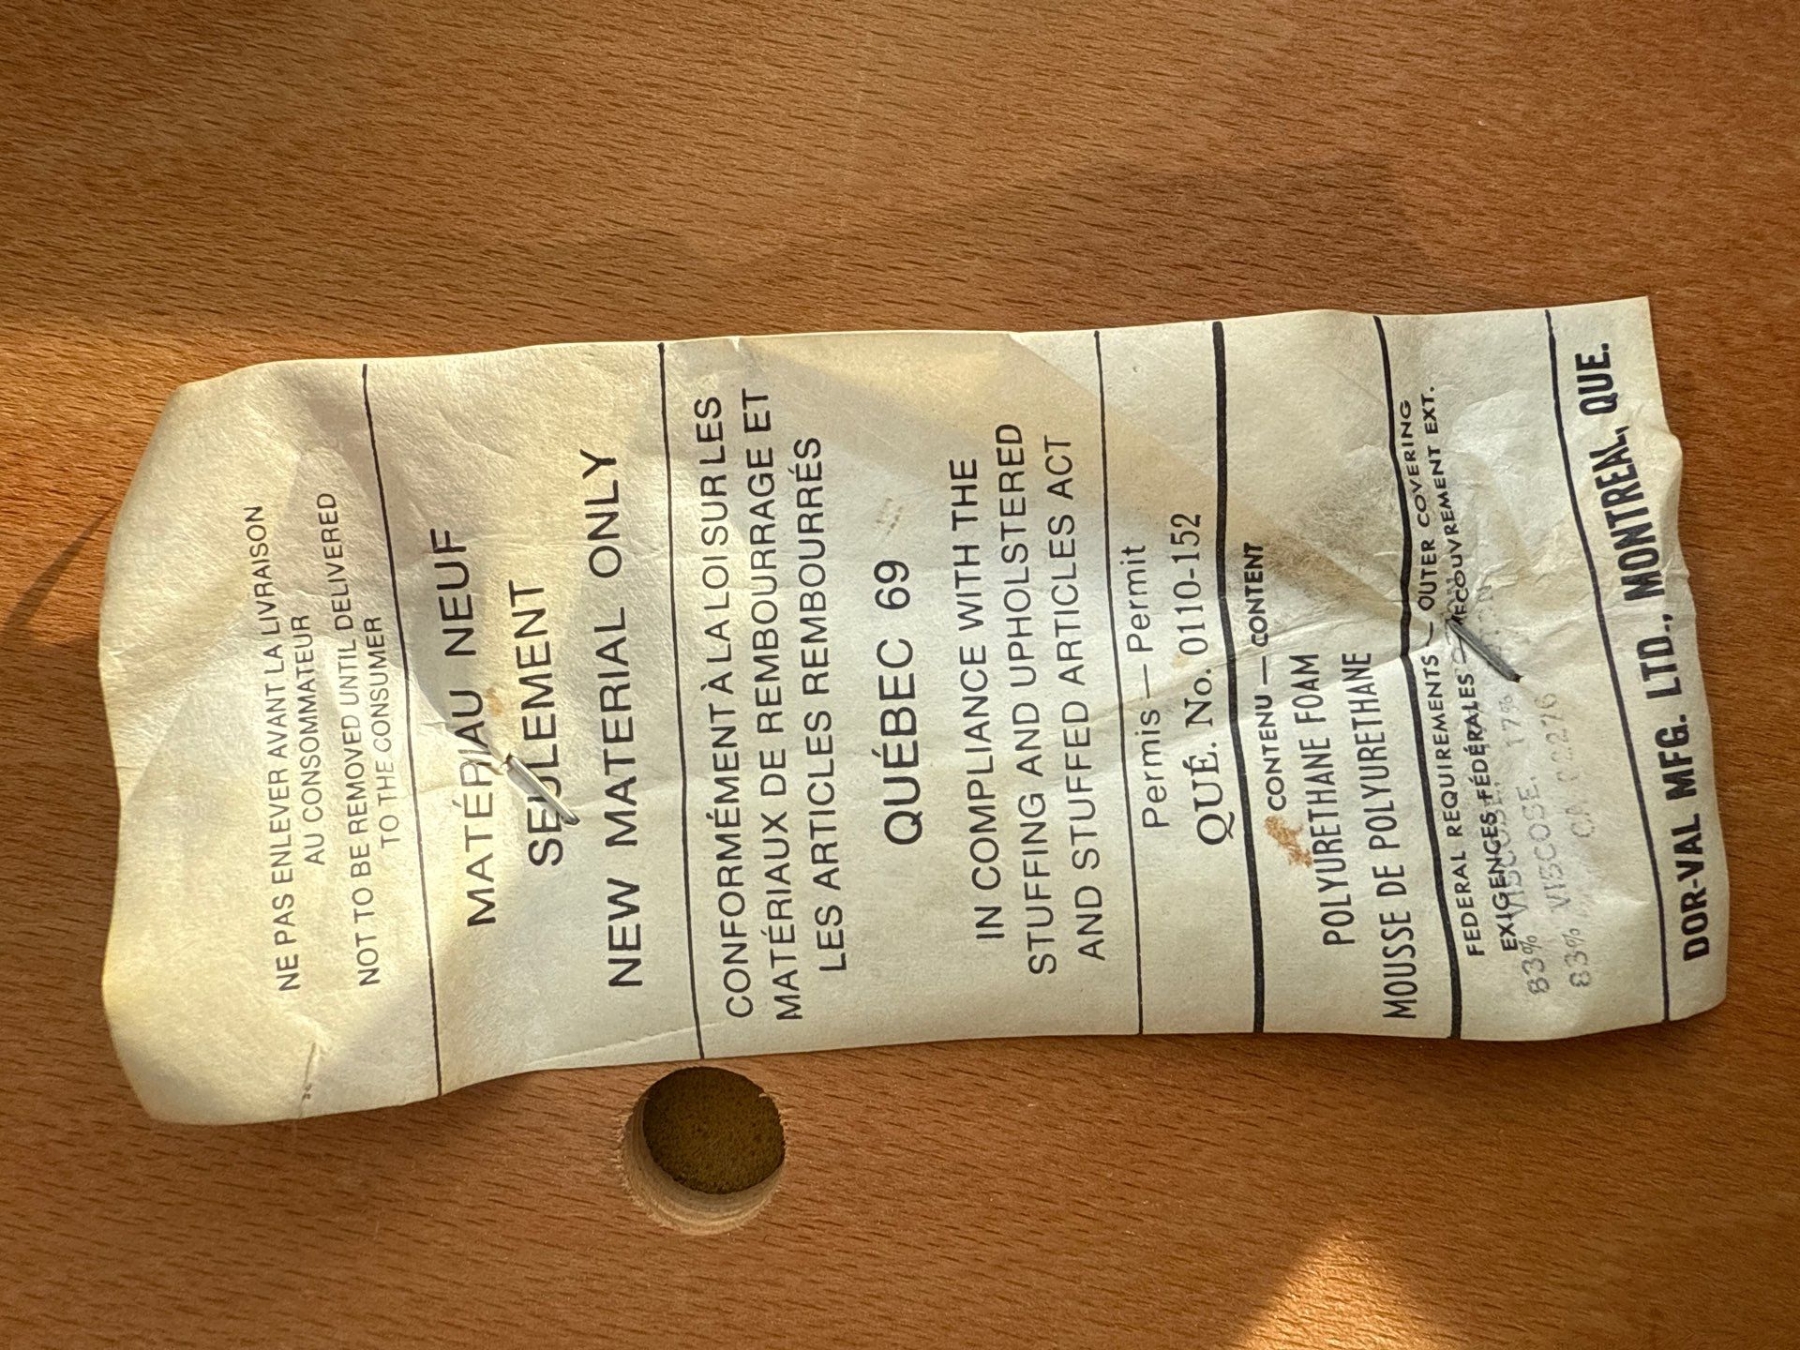 NE PAS ENLEVER AVANT LA LIVRAISON
AU CONSOMMATEUR
NOT TO BE REMOVED UNTIL DELIVERED
TO THE CONSUMER
MATÉRIAU NEUF
SEULEMENT
NEW MATERIAL ONLY
CONFORMÉMENT À LA LOI SUR LES
MATÉRIAUX DE REMBOURRAGE ET
LES ARTICLES REMBOURRÉS
QUÉBEC 69
IN COMPLIANCE WITH THE
STUFFING AND UPHOLSTERED
AND STUFFED ARTICLES ACT
Permis — Permit
QUÉ. No. 0110-152
CONTENU — CONTENT
POLYURETHANE FOAM
MOUSSE DE POLYURETHANE
FEDERAL REQUIREMENTS — OUTER COVERING
EXIGENCES FÉDÉRALES RECOUVREMENT EXT.
83% VISCOSE, 17%
83% VISCOSE,
DOR-VAL MFG. LTD., MONTREAL, QUE.